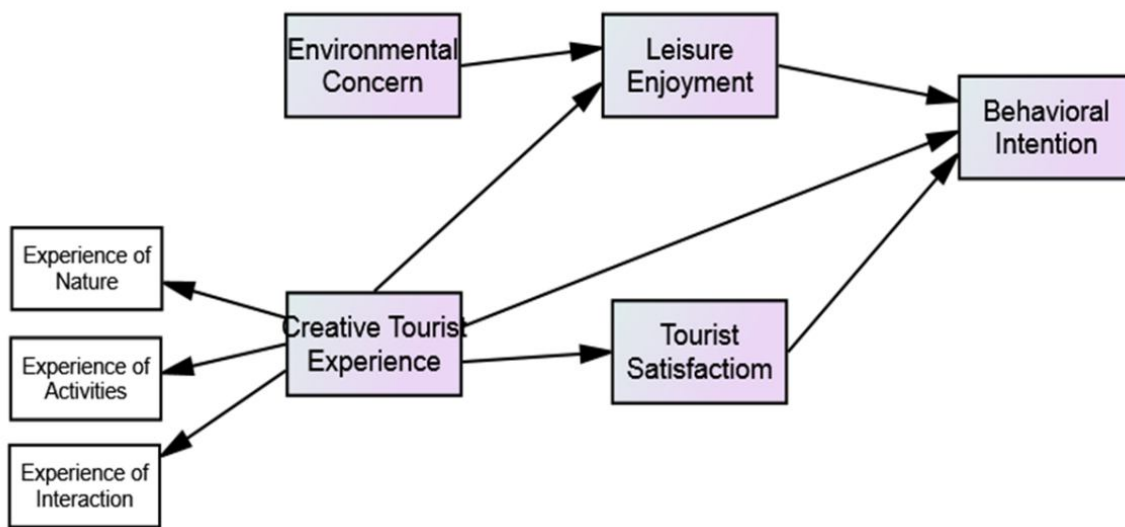 Environmental
Concern
Leisure
Enjoyment
Behavioral
Intention
Experience of
Nature
Creative Tourist
Experience
Tourist
Satisfactiom
Experience of
Activities
Experience of
Interaction